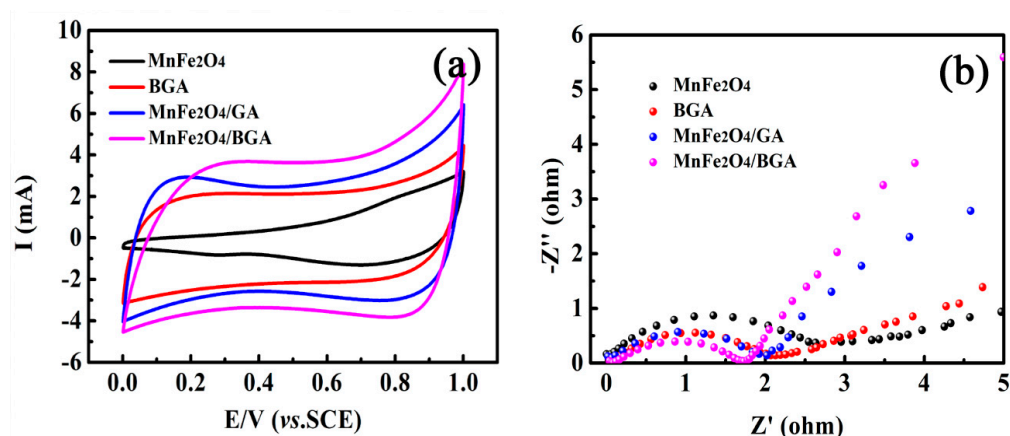 (a)
MnFe2O4
BGA
MnFe2O4/GA
MnFe2O4/BGA
10
8
6
4
2
0
-2
-4
-6
I (mA)
0.0 0.2 0.4 0.6 0.8 1.0
E/V (vs.SCE)
(b)
MnFe2O4
BGA
MnFe2O4/GA
MnFe2O4/BGA
6
5
4
3
2
1
0
-Z'' (ohm)
0 1 2 3 4 5
Z' (ohm)